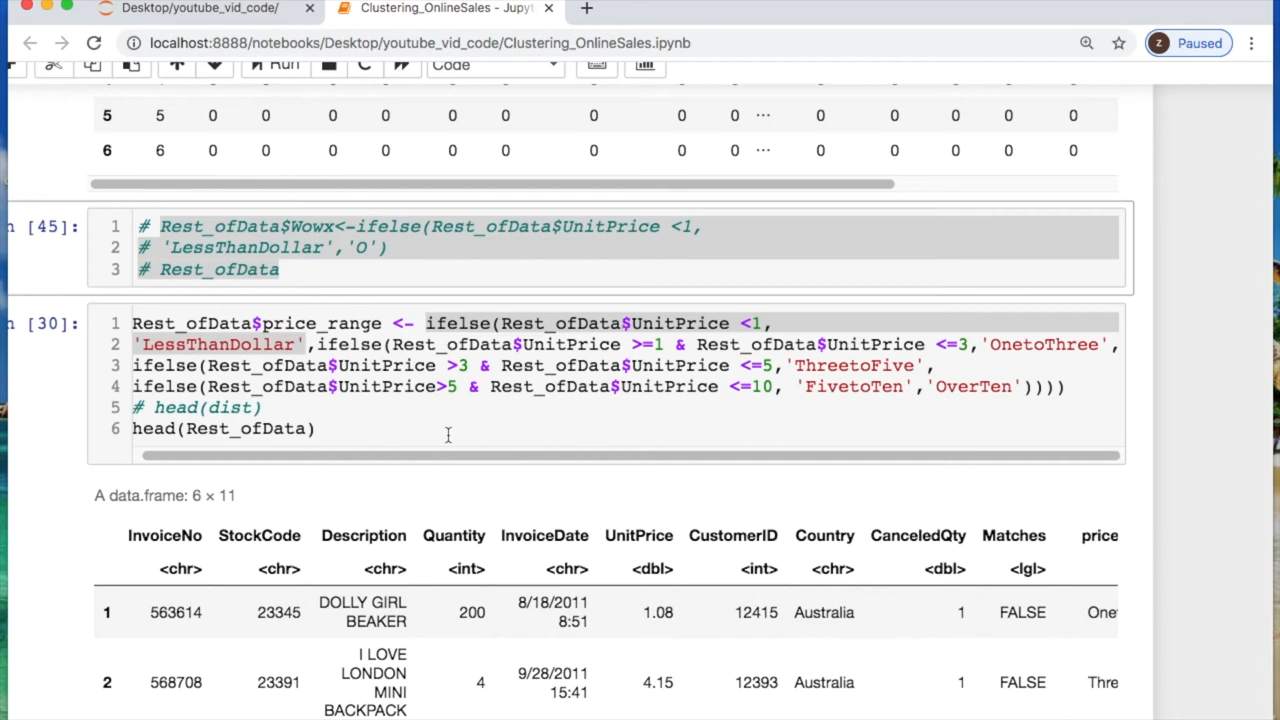 Desktop/youtube_vid_code/
Clustering_OnlineSales - Jupyt
localhost:8888/notebooks/Desktop/youtube_vid_code/Clustering_OnlineSales.ipynb
Z Paused
Run Code
5 5 0 0 0 0 0 0 0 0 0 ... 0 0 0 0 0
6 6 0 0 0 0 0 0 0 0 0 ... 0 0 0 0 0
n [45]:
1 # Rest_ofData$Wowx<-ifelse(Rest_ofData$UnitPrice <1,
2 # 'LessThanDollar','O')
3 # Rest_ofData
n [30]:
1 Rest_ofData$price_range <- ifelse(Rest_ofData$UnitPrice <1,
2 'LessThanDollar',ifelse(Rest_ofData$UnitPrice >=1 & Rest_ofData$UnitPrice <=3,'OnetoThree',
3 ifelse(Rest_ofData$UnitPrice >3 & Rest_ofData$UnitPrice <=5,'ThreetoFive',
4 ifelse(Rest_ofData$UnitPrice>5 & Rest_ofData$UnitPrice <=10, 'FivetoTen','OverTen'))))
5 # head(dist)
6 head(Rest_ofData)
A data.frame: 6 × 11
InvoiceNo StockCode Description Quantity InvoiceDate UnitPrice CustomerID Country CanceledQty Matches price
<chr> <chr> <chr> <int> <chr> <dbl> <int> <chr> <dbl> <lgl>
1 563614 23345 DOLLY GIRL BEAKER 200 8/18/2011 8:51 1.08 12415 Australia 1 FALSE One
2 568708 23391 I LOVE LONDON MINI BACKPACK 4 9/28/2011 15:41 4.15 12393 Australia 1 FALSE Thre